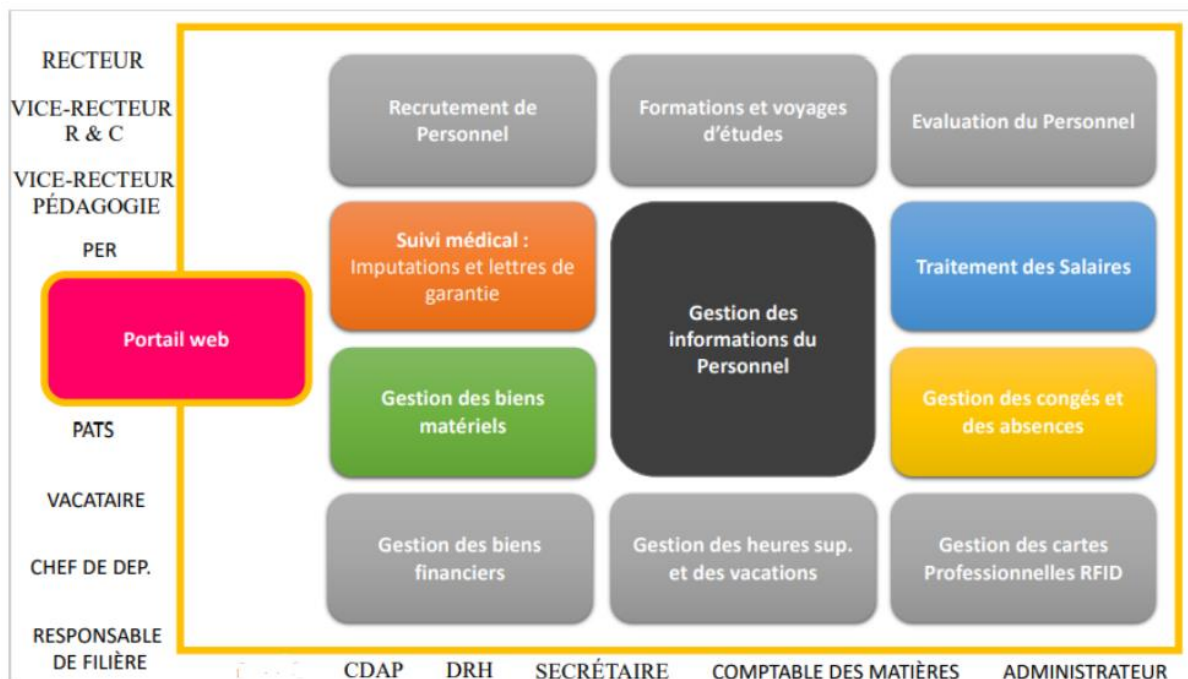 RECTEUR
VICE-RECTEUR
R & C
VICE-RECTEUR
PÉDAGOGIE
PER
Portail web
PATS
VACATAIRE
CHEF DE DEP.
RESPONSABLE
DE FILIÈRE
Recrutement de
Personnel
Formations et voyages
d’études
Evaluation du Personnel
Suivi médical :
Imputations et lettres de
garantie
Gestion des
informations du
Personnel
Traitement des Salaires
Gestion des biens
matériels
Gestion des congés et
des absences
Gestion des biens
financiers
Gestion des heures sup.
et des vacations
Gestion des cartes
Professionnelles RFID
CDAP DRH SECRÉTAIRE COMPTABLE DES MATIÈRES ADMINISTRATEUR